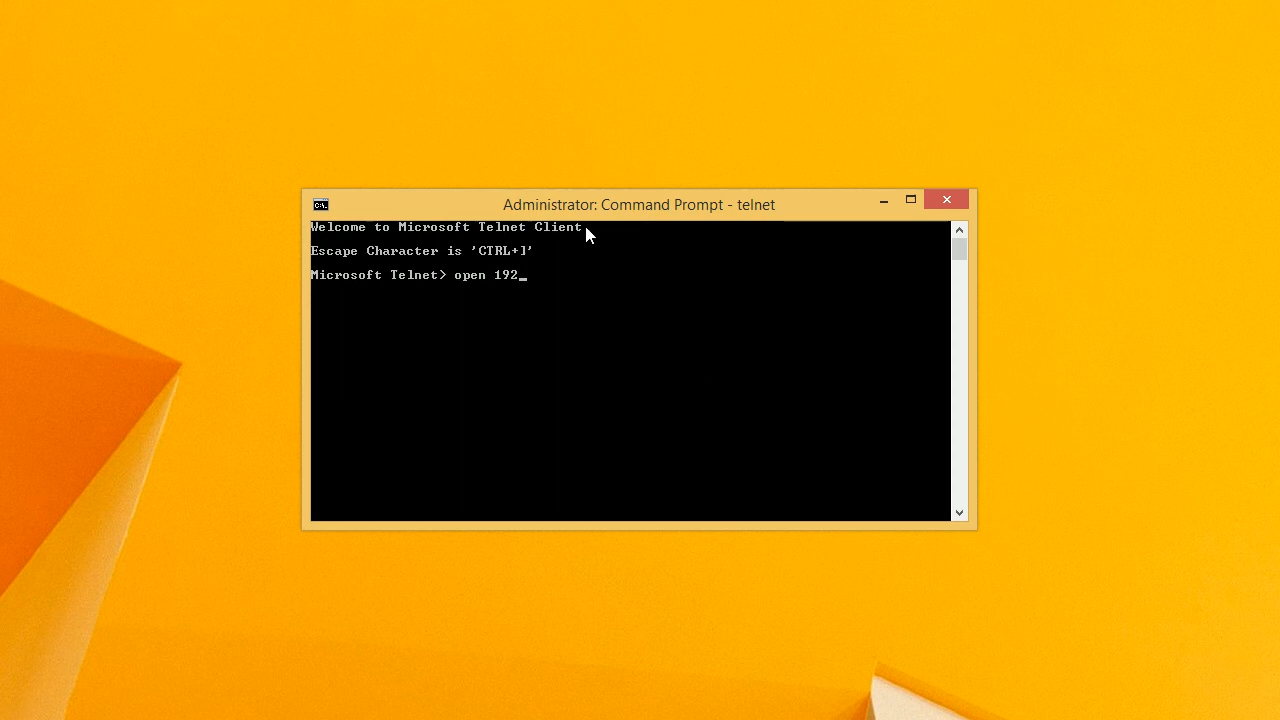 Administrator: Command Prompt - telnet
Welcome to Microsoft Telnet Client
Escape Character is 'CTRL+]'
Microsoft Telnet> open 192_